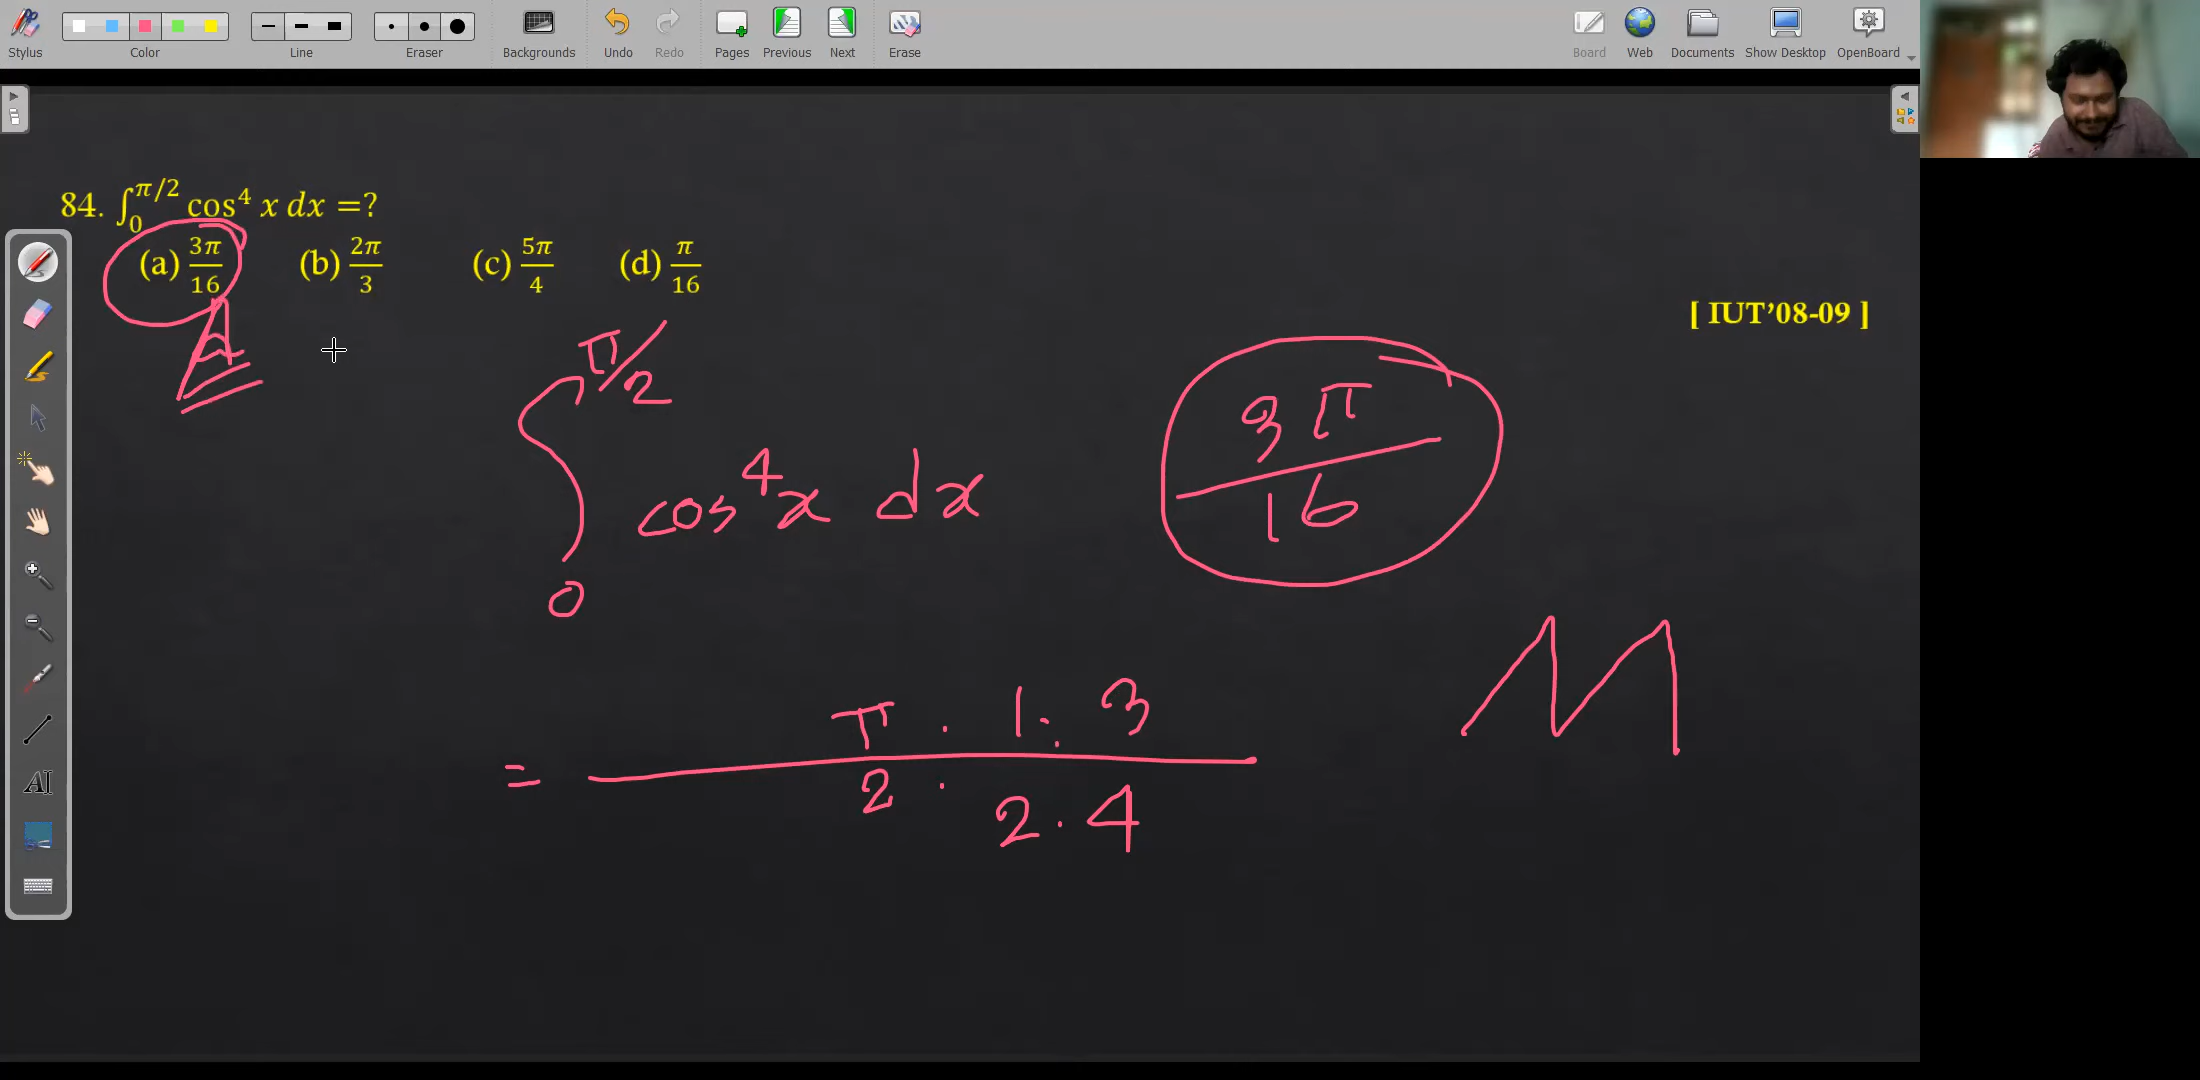 Stylus Color Line Eraser Backgrounds Undo Redo Pages Previous Next Erase Board Web Documents Show Desktop OpenBoard
84. ∫₀^{π/2} cos⁴ x dx =?
(a) 3π/16 (b) 2π/3 (c) 5π/4 (d) π/16
A
[ IUT’08-09 ]
∫₀^{π/2} cos⁴x dx
3π/16
= π · 1 · 3 / 2 · 2 · 4
AI